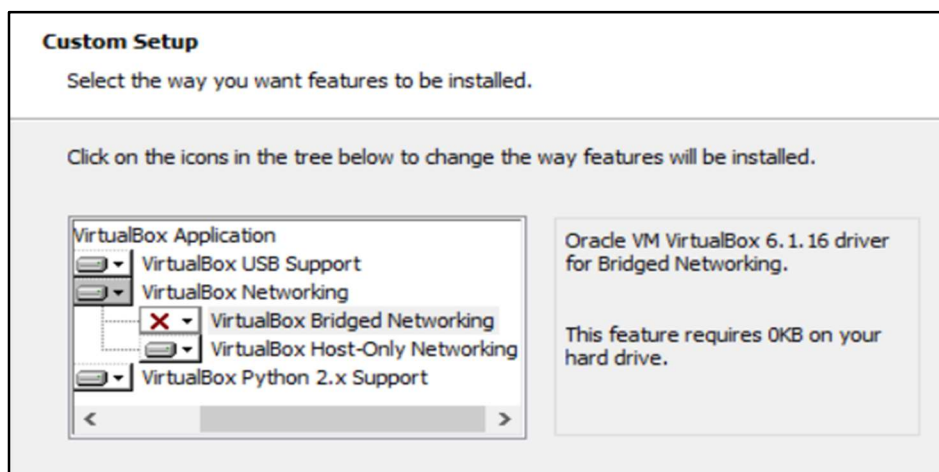 Custom Setup
Select the way you want features to be installed.
Click on the icons in the tree below to change the way features will be installed.
VirtualBox Application
VirtualBox USB Support
VirtualBox Networking
VirtualBox Bridged Networking
VirtualBox Host-Only Networking
VirtualBox Python 2.x Support
Oracle VM VirtualBox 6.1.16 driver
for Bridged Networking.
This feature requires 0KB on your
hard drive.